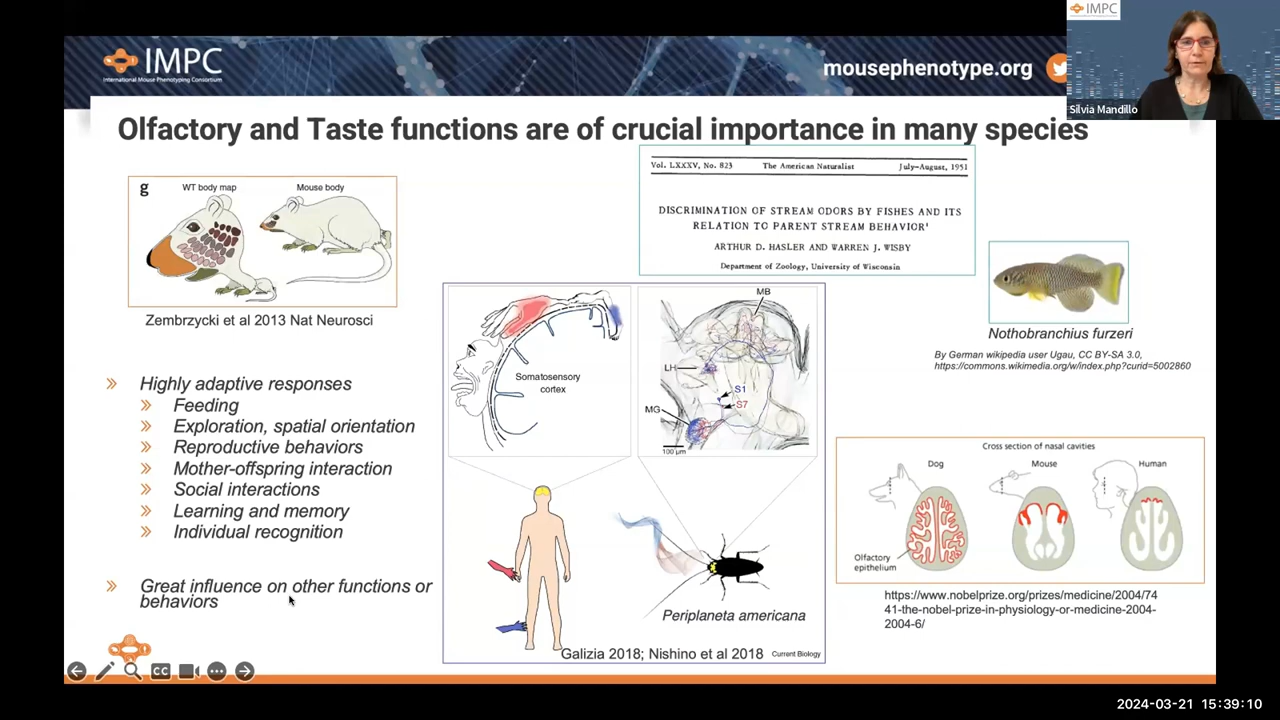 IMPC
International Mouse Phenotyping Consortium
mousephenotype.org
IMPC
Silvia Mandillo
Olfactory and Taste functions are of crucial importance in many species
g
WT body map
Mouse body
Zembrzycki et al 2013 Nat Neurosci
Vol. LXXXV, No. 823 The American Naturalist July-August, 1951
DISCRIMINATION OF STREAM ODORS BY FISHES AND ITS
RELATION TO PARENT STREAM BEHAVIOR¹
ARTHUR D. HASLER AND WARREN J. WISBY
Department of Zoology, University of Wisconsin
Nothobranchius furzeri
By German wikipedia user Ugau, CC BY-SA 3.0,
https://commons.wikimedia.org/w/index.php?curid=5002860
Highly adaptive responses
Feeding
Exploration, spatial orientation
Reproductive behaviors
Mother-offspring interaction
Social interactions
Learning and memory
Individual recognition
Great influence on other functions or
behaviors
Somatosensory
cortex
MB
LH
S1
S7
MG
100 µm
Periplaneta americana
Galizia 2018; Nishino et al 2018 Current Biology
Cross section of nasal cavities
Dog
Mouse
Human
Olfactory
epithelium
https://www.nobelprize.org/prizes/medicine/2004/74
41-the-nobel-prize-in-physiology-or-medicine-2004-
2004-6/
CC
2024-03-21 15:39:10